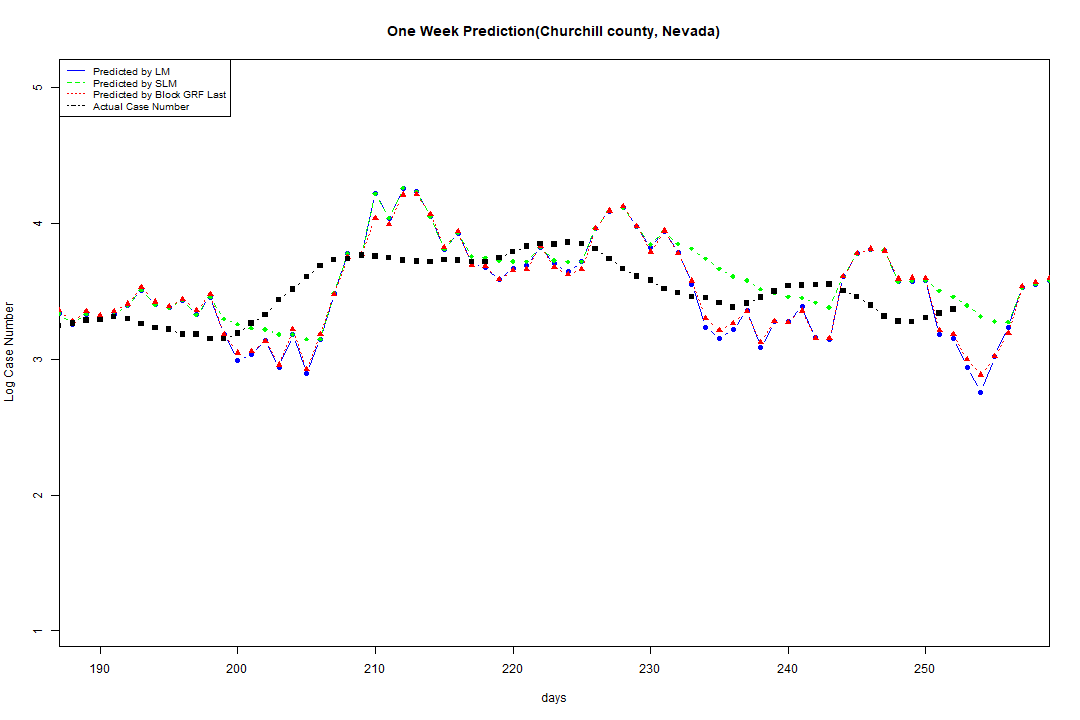 One Week Prediction(Churchill county, Nevada)
Predicted by LM
Predicted by SLM
Predicted by Block GRF Last
Actual Case Number
5
4
3
2
1
Log Case Number
190 200 210 220 230 240 250
days